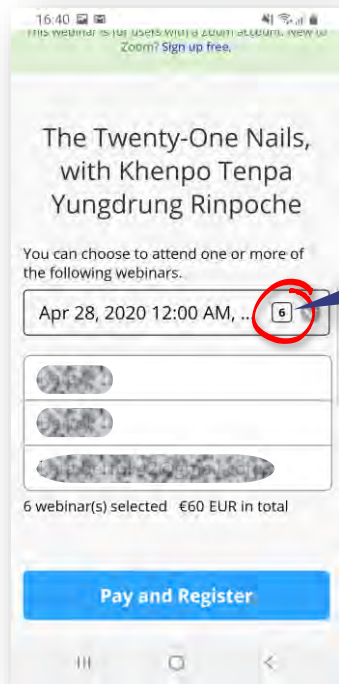 16:40
This webinar is for users with a Zoom account. New to
Zoom? Sign up free.
The Twenty-One Nails,
with Khenpo Tenpa
Yungdrung Rinpoche
You can choose to attend one or more of
the following webinars.
Apr 28, 2020 12:00 AM, ... 6
6 webinar(s) selected €60 EUR in total
Pay and Register